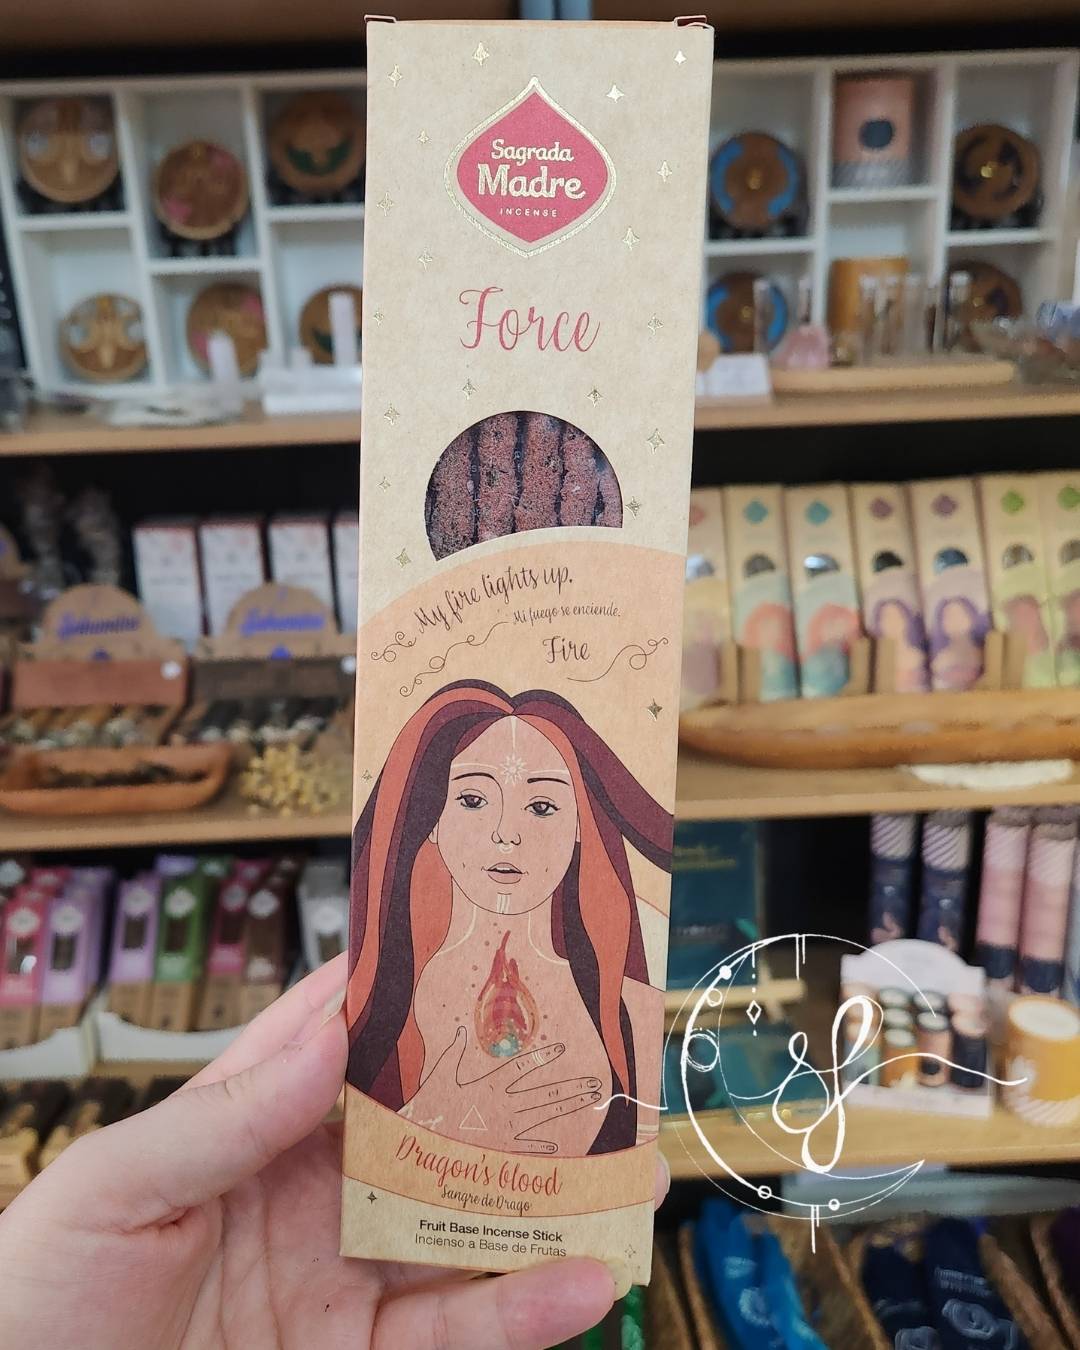 Sagrada
Madre
INCENSE
Force
My fire lights up.
Mi fuego se enciende.
Fire
Dragon's blood
Sangre de Drago
Fruit Base Incense Stick
Incienso a Base de Frutas
sf